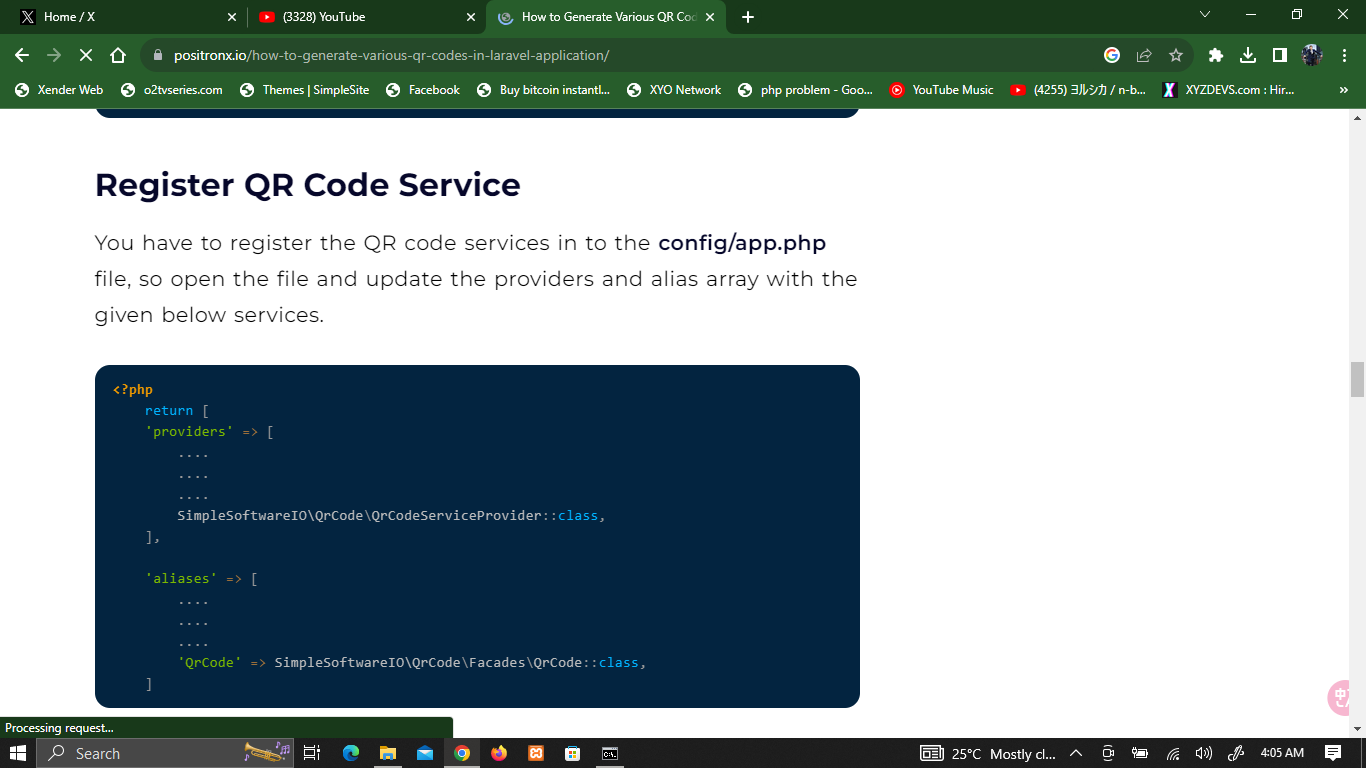 Home / X
(3328) YouTube
How to Generate Various QR Cod
positronx.io/how-to-generate-various-qr-codes-in-laravel-application/
Xender Web
o2tvseries.com
Themes | SimpleSite
Facebook
Buy bitcoin instantl...
XYO Network
php problem - Goo...
YouTube Music
(4255) ヨルシカ / n-b...
XYZDEVS.com : Hir...
»
Register QR Code Service
You have to register the QR code services in to the config/app.php
file, so open the file and update the providers and alias array with the
given below services.
<?php
return [
'providers' => [
....
....
....
SimpleSoftwareIO\QrCode\QrCodeServiceProvider::class,
],
'aliases' => [
....
....
....
'QrCode' => SimpleSoftwareIO\QrCode\Facades\QrCode::class,
]
Processing request...
Search
25°C Mostly cl...
4:05 AM